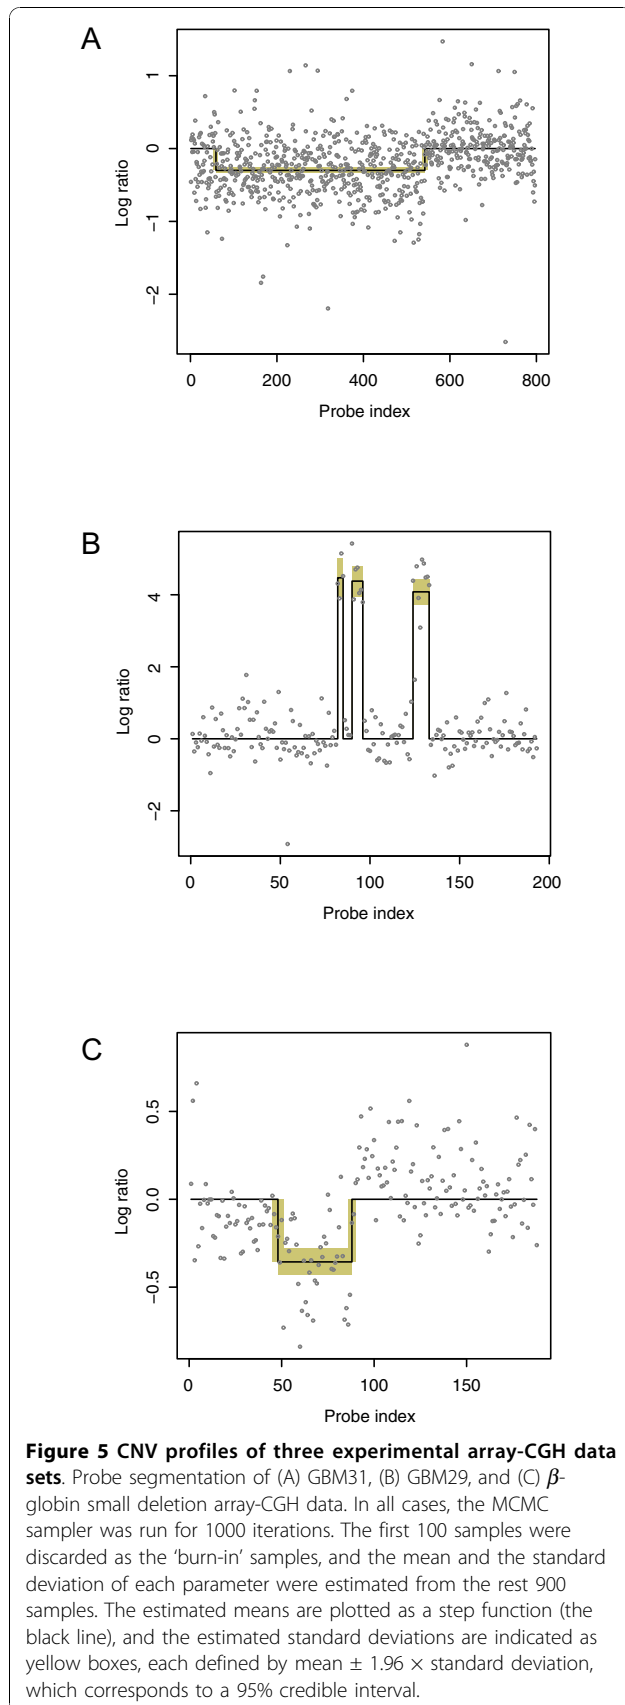 A
1
0
−1
−2
Log ratio
0
200
400
600
800
Probe index
B
4
2
0
−2
Log ratio
0
50
100
150
200
Probe index
C
0.5
0.0
−0.5
Log ratio
0
50
100
150
Probe index
Figure 5 CNV profiles of three experimental array-CGH data
sets. Probe segmentation of (A) GBM31, (B) GBM29, and (C) β-
globin small deletion array-CGH data. In all cases, the MCMC
sampler was run for 1000 iterations. The first 100 samples were
discarded as the ‘burn-in’ samples, and the mean and the standard
deviation of each parameter were estimated from the rest 900
samples. The estimated means are plotted as a step function (the
black line), and the estimated standard deviations are indicated as
yellow boxes, each defined by mean ± 1.96 × standard deviation,
which corresponds to a 95% credible interval.